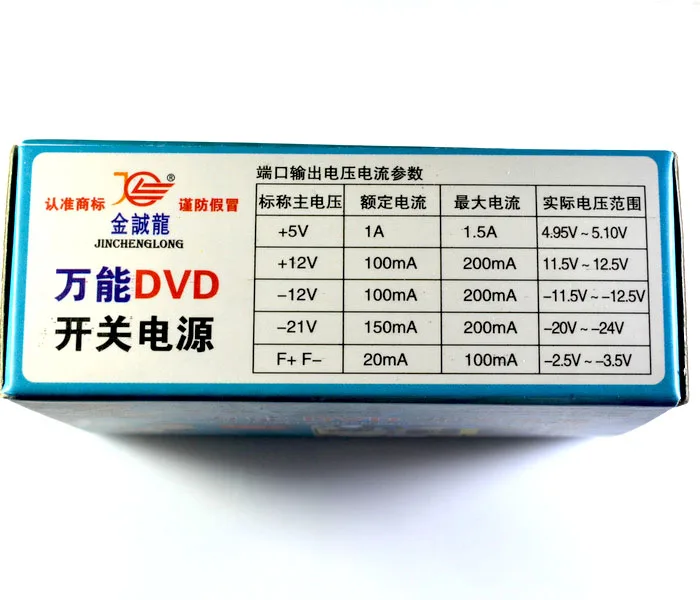 认准商标 ® 谨防假冒
金誠龍
JINCHENGLONG
万能DVD
开关电源
端口输出电压电流参数
标称主电压 额定电流 最大电流 实际电压范围
+5V 1A 1.5A 4.95V~5.10V
+12V 100mA 200mA 11.5V~12.5V
-12V 100mA 200mA -11.5V~-12.5V
-21V 150mA 200mA -20V~-24V
F+ F- 20mA 100mA -2.5V~-3.5V